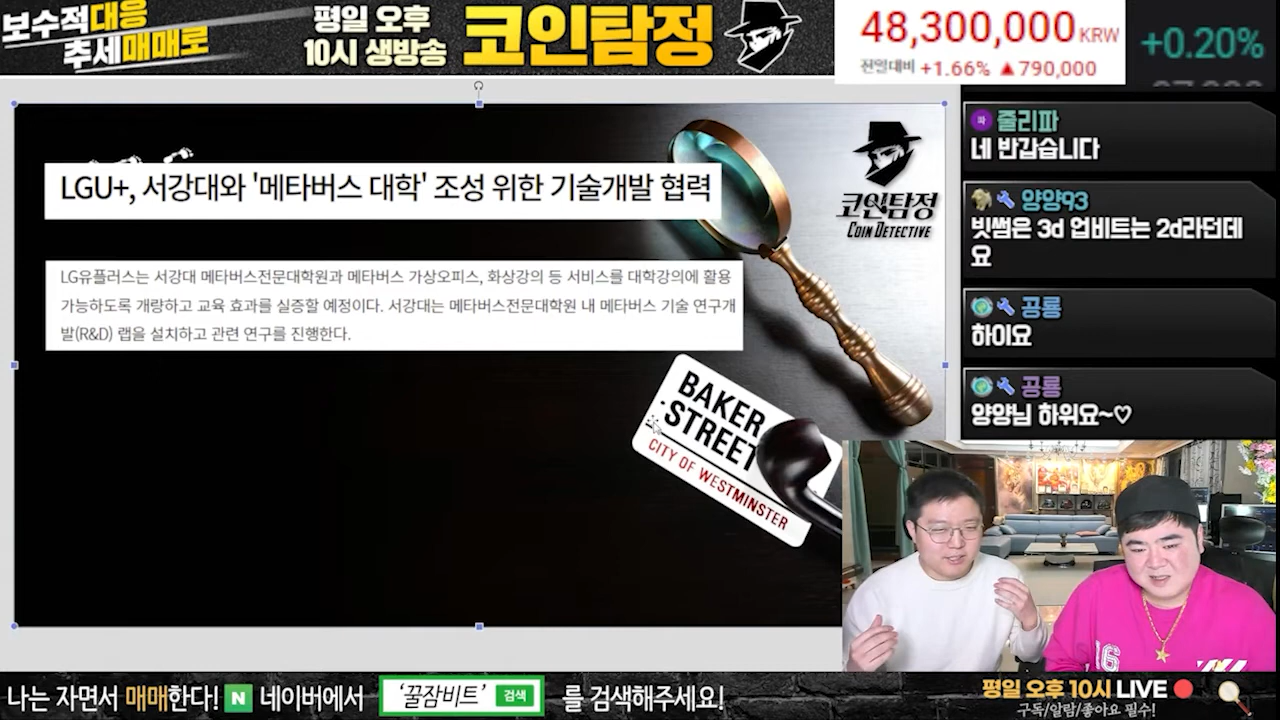 보수적대응
추세매매로
평일 오후
10시 생방송
코인탐정
48,300,000 KRW
전일대비 +1.66% ▲790,000
+0.20%
LGU+, 서강대와 '메타버스 대학' 조성 위한 기술개발 협력
LG유플러스는 서강대 메타버스전문대학원과 메타버스 가상오피스, 화상강의 등 서비스를 대학강의에 활용
가능하도록 개량하고 교육 효과를 실증할 예정이다. 서강대는 메타버스전문대학원 내 메타버스 기술 연구개
발(R&D) 랩을 설치하고 관련 연구를 진행한다.
코인탐정
COIN DETECTIVE
BAKER
STREET
CITY OF WESTMINSTER
파 줄리파
네 반갑습니다
양양93
빗썸은 3d 업비트는 2d라던데
요
공룡
하이요
공룡
양양님 하위요~♡
16
나는 자면서 매매한다! N 네이버에서 '꿀잠비트' 검색 를 검색해주세요!
평일 오후 10시 LIVE
구독/알람/좋아요 필수!